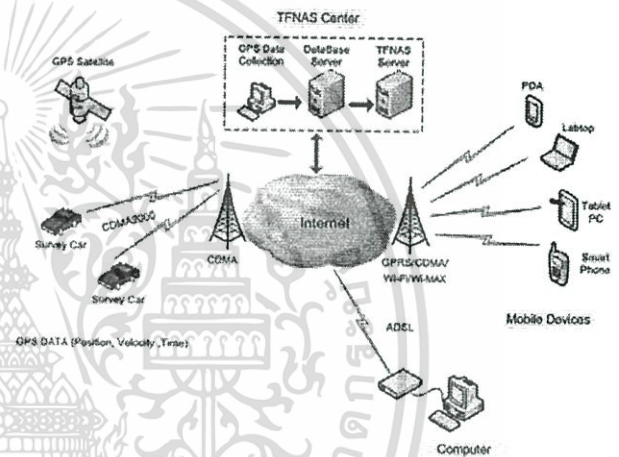 TFNAS Center
GPS Data Collection
DataBase Server
TFNAS Server
GPS Satellite
PDA
Labtop
Tablet PC
Smart Phone
Mobile Devices
Survey Car
CDMA2000
Survey Car
GPS DATA (Position, Velocity ,Time)
CDMA
Internet
GPRS/CDMA/
Wi-Fi/Wi-MAX
ADSL
Computer